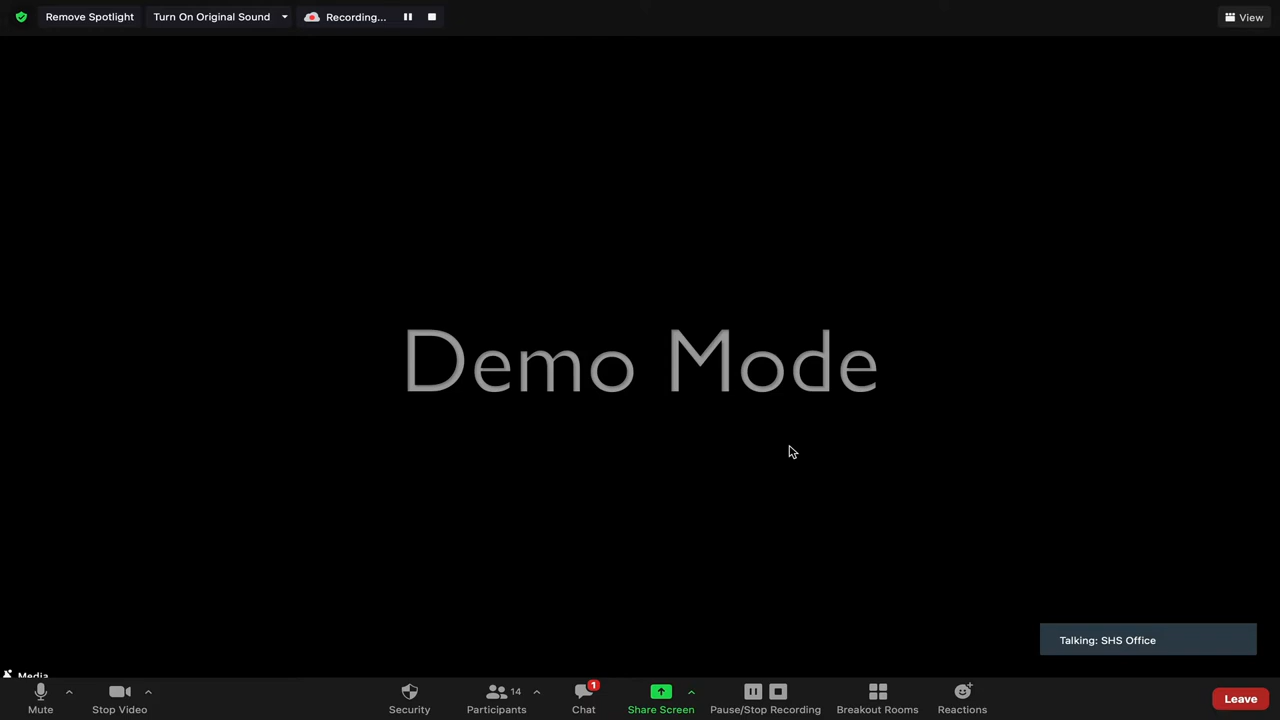 Remove Spotlight
Turn On Original Sound
Recording...
View
Demo Mode
Talking: SHS Office
Media
Mute
Stop Video
Security
14
Participants
1
Chat
Share Screen
Pause/Stop Recording
Breakout Rooms
Reactions
Leave